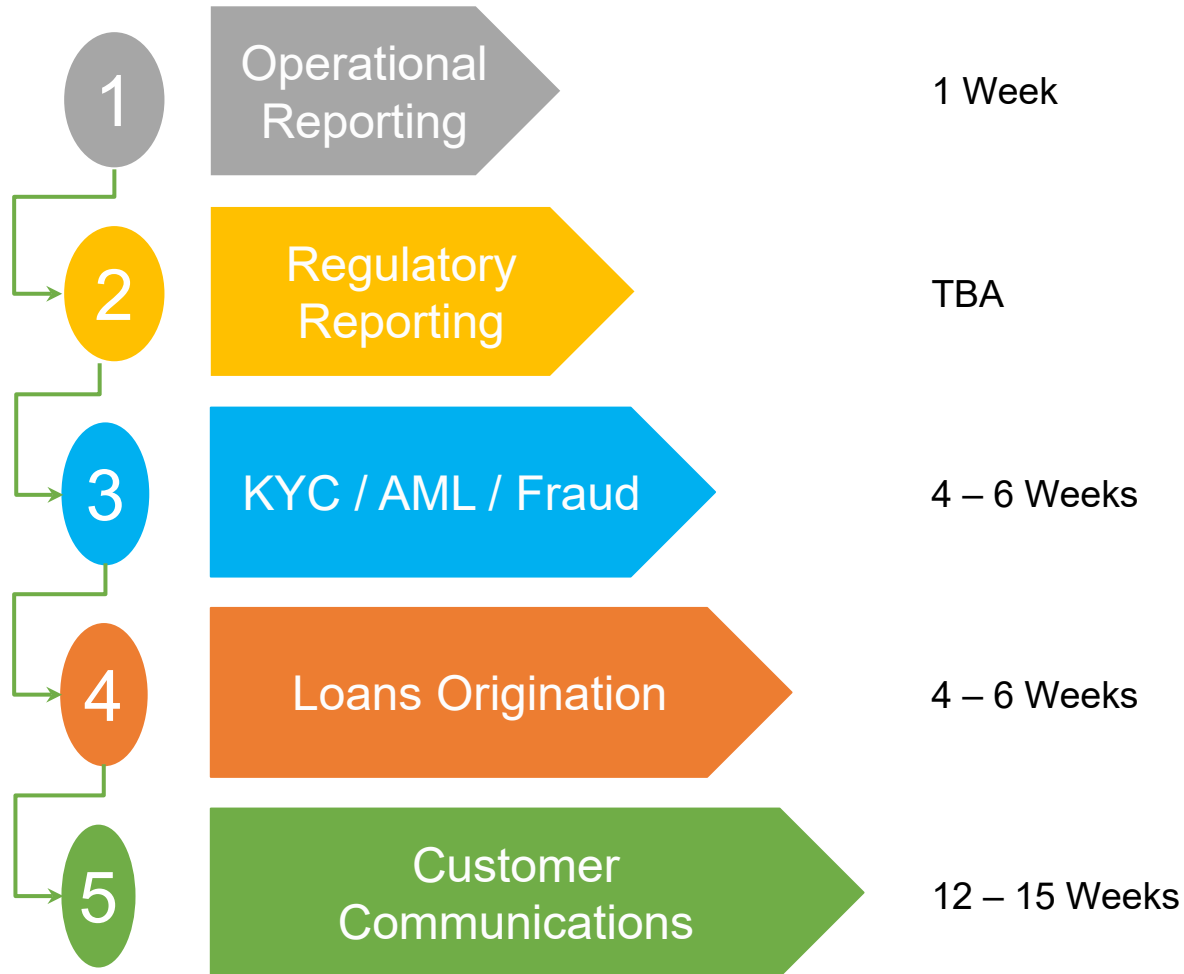 1
Operational
Reporting
1 Week
2
Regulatory
Reporting
TBA
3
KYC / AML / Fraud
4 – 6 Weeks
4
Loans Origination
4 – 6 Weeks
5
Customer
Communications
12 – 15 Weeks